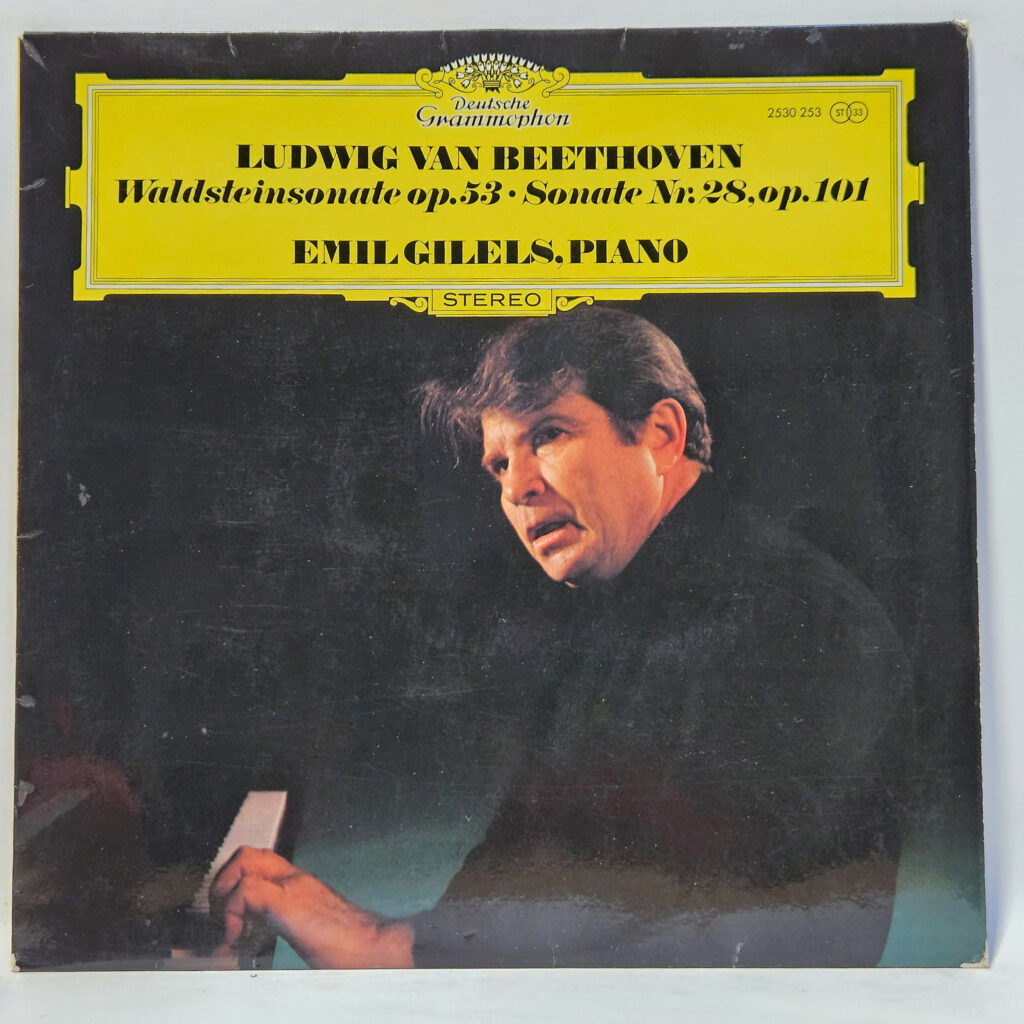 Deutsche
Grammophon
2530 253 ST 33
LUDWIG VAN BEETHOVEN
Waldsteinsonate op.53 · Sonate Nr. 28, op.101
EMIL GILELS, PIANO
STEREO